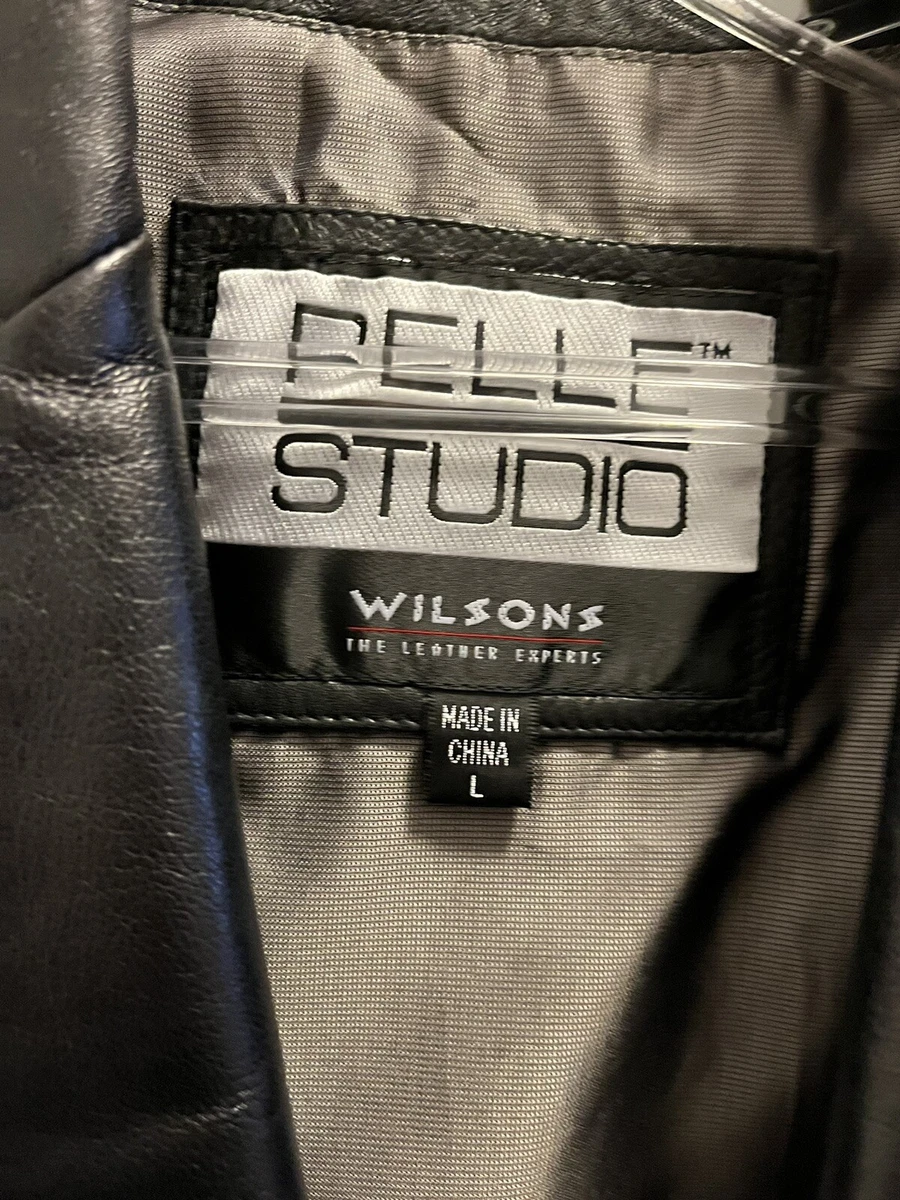 PELLE™
STUDIO
WILSONS
THE LEATHER EXPERTS
MADE IN
CHINA
L